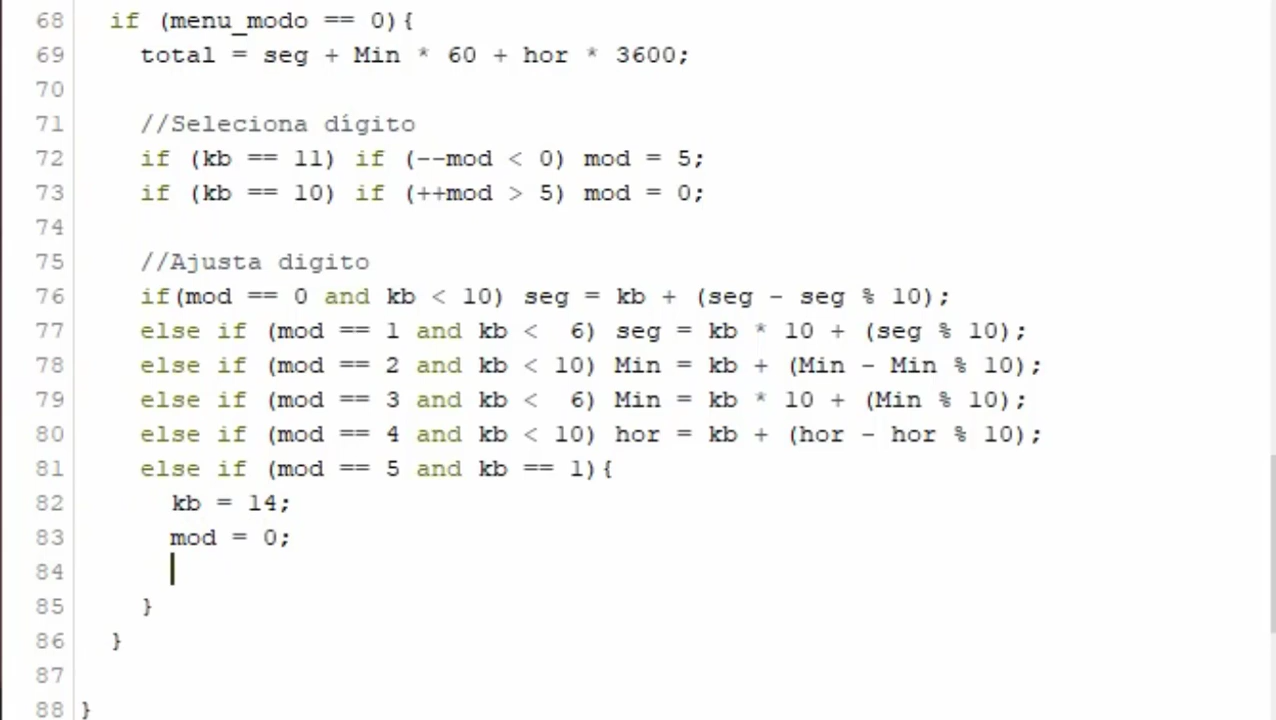 68 if (menu_modo == 0){
69 total = seg + Min * 60 + hor * 3600;
70
71 //Seleciona dígito
72 if (kb == 11) if (--mod < 0) mod = 5;
73 if (kb == 10) if (++mod > 5) mod = 0;
74
75 //Ajusta digito
76 if(mod == 0 and kb < 10) seg = kb + (seg - seg % 10);
77 else if (mod == 1 and kb <  6) seg = kb * 10 + (seg % 10);
78 else if (mod == 2 and kb < 10) Min = kb + (Min - Min % 10);
79 else if (mod == 3 and kb <  6) Min = kb * 10 + (Min % 10);
80 else if (mod == 4 and kb < 10) hor = kb + (hor - hor % 10);
81 else if (mod == 5 and kb == 1){
82 kb = 14;
83 mod = 0;
84
85 }
86 }
87
88 }